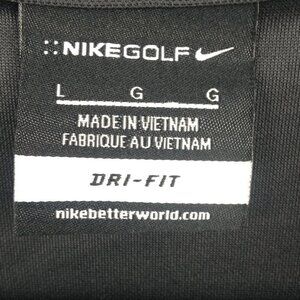 NIKEGOLF
L G G
MADE IN VIETNAM
FABRIQUE AU VIETNAM
DRI-FIT
nikebetterworld.com